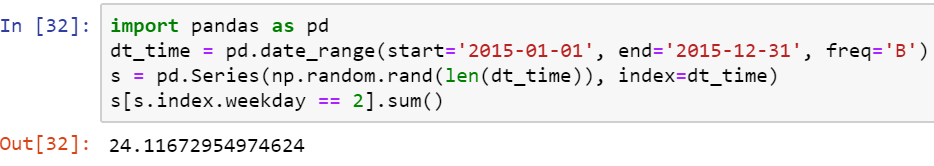 In [32]: import pandas as pd
dt_time = pd.date_range(start='2015-01-01', end='2015-12-31', freq='B')
s = pd.Series(np.random.rand(len(dt_time)), index=dt_time)
s[s.index.weekday == 2].sum()
Out[32]: 24.11672954974624